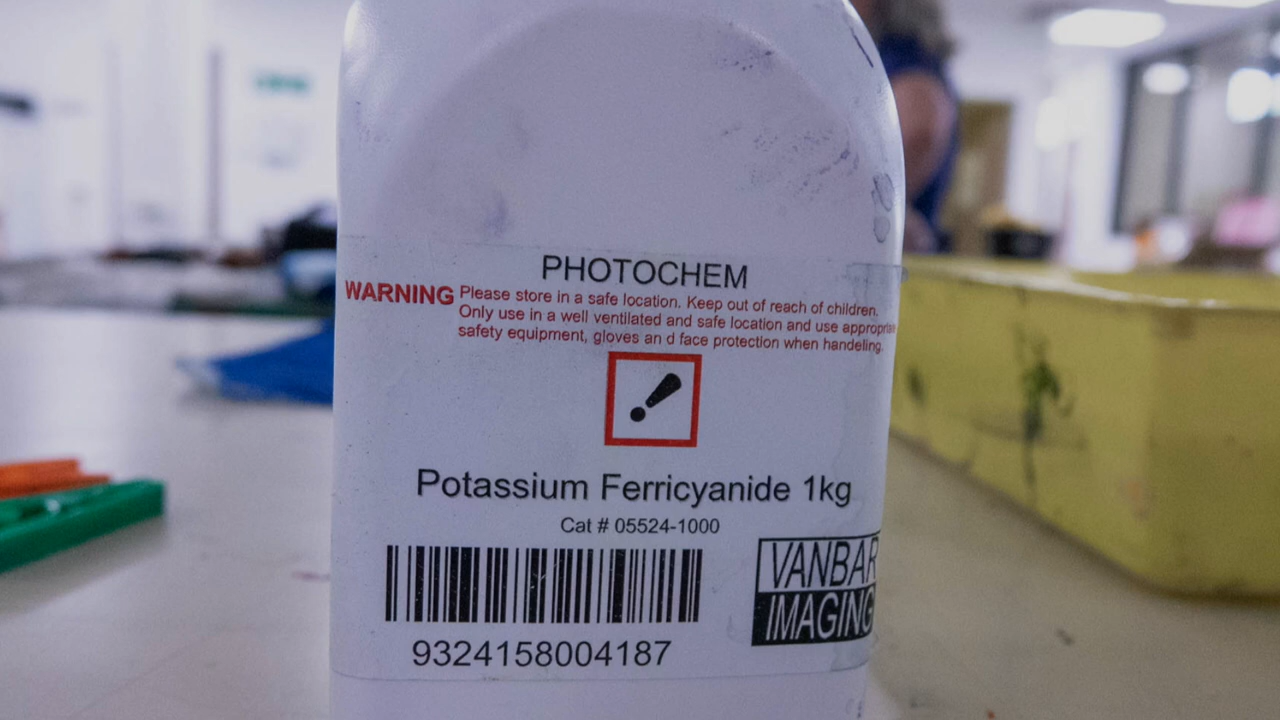 PHOTOCHEM
WARNING Please store in a safe location. Keep out of reach of children.
Only use in a well ventilated and safe location and use appropriate
safety equipment, gloves an d face protection when handeling.
Potassium Ferricyanide 1kg
Cat # 05524-1000
VANBAR
IMAGING
9324158004187